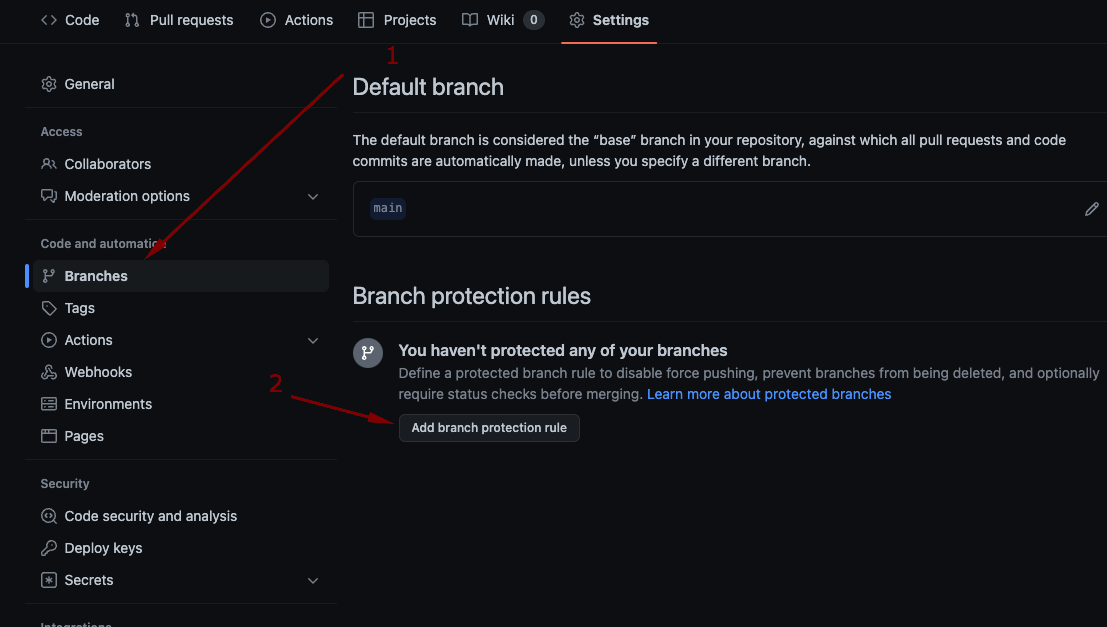 Code Pull requests Actions Projects Wiki 0 Settings
1
General
Access
Collaborators
Moderation options
Code and automation
Branches
Tags
Actions
Webhooks
Environments
Pages
Security
Code security and analysis
Deploy keys
Secrets
Integrations
Default branch
The default branch is considered the “base” branch in your repository, against which all pull requests and code
commits are automatically made, unless you specify a different branch.
main
Branch protection rules
You haven't protected any of your branches
Define a protected branch rule to disable force pushing, prevent branches from being deleted, and optionally
require status checks before merging. Learn more about protected branches
2
Add branch protection rule